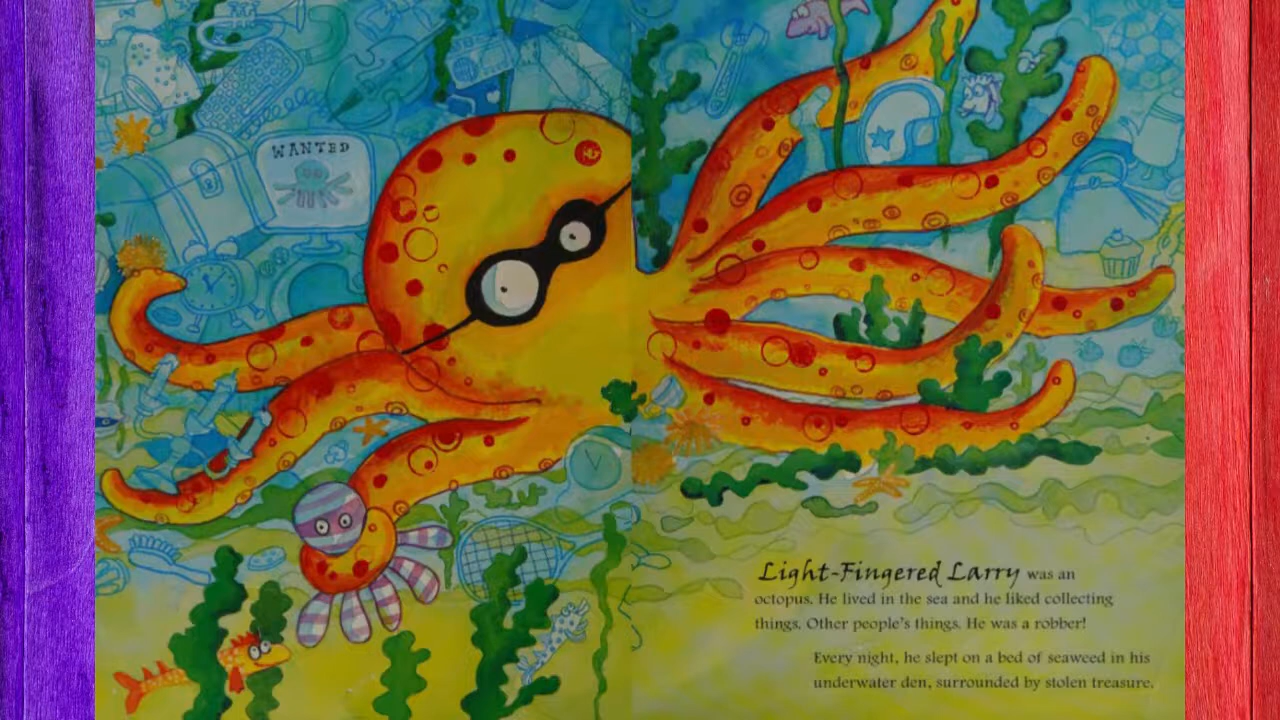 WANTED
Light-Fingered Larry was an
octopus. He lived in the sea and he liked collecting
things. Other people's things. He was a robber!
Every night, he slept on a bed of seaweed in his
underwater den, surrounded by stolen treasure.